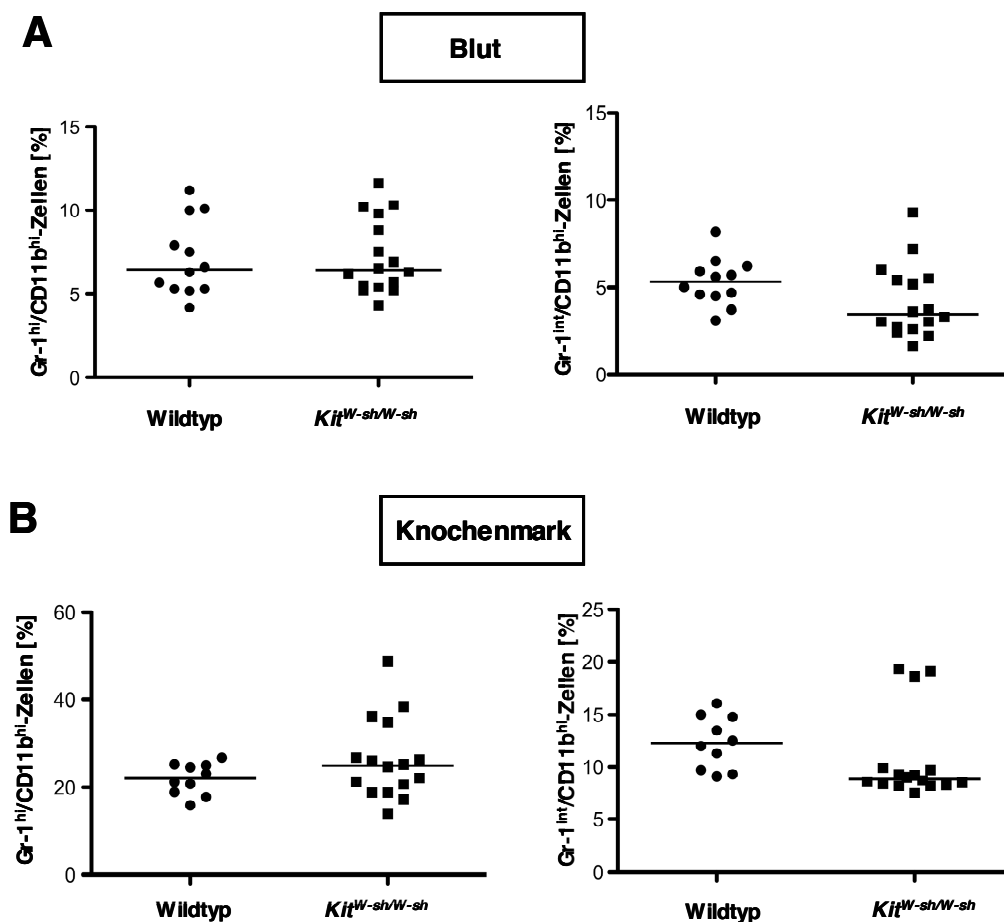 A
Blut
Gr-1hi/CD11bhi-Zellen [%]
15
10
5
0
Wildtyp
KitW-sh/W-sh
Gr-1int/CD11bhi-Zellen [%]
15
10
5
0
Wildtyp
KitW-sh/W-sh
B
Knochenmark
Gr-1hi/CD11bhi-Zellen [%]
60
40
20
0
Wildtyp
KitW-sh/W-sh
Gr-1int/CD11bhi-Zellen [%]
25
20
15
10
5
0
Wildtyp
KitW-sh/W-sh